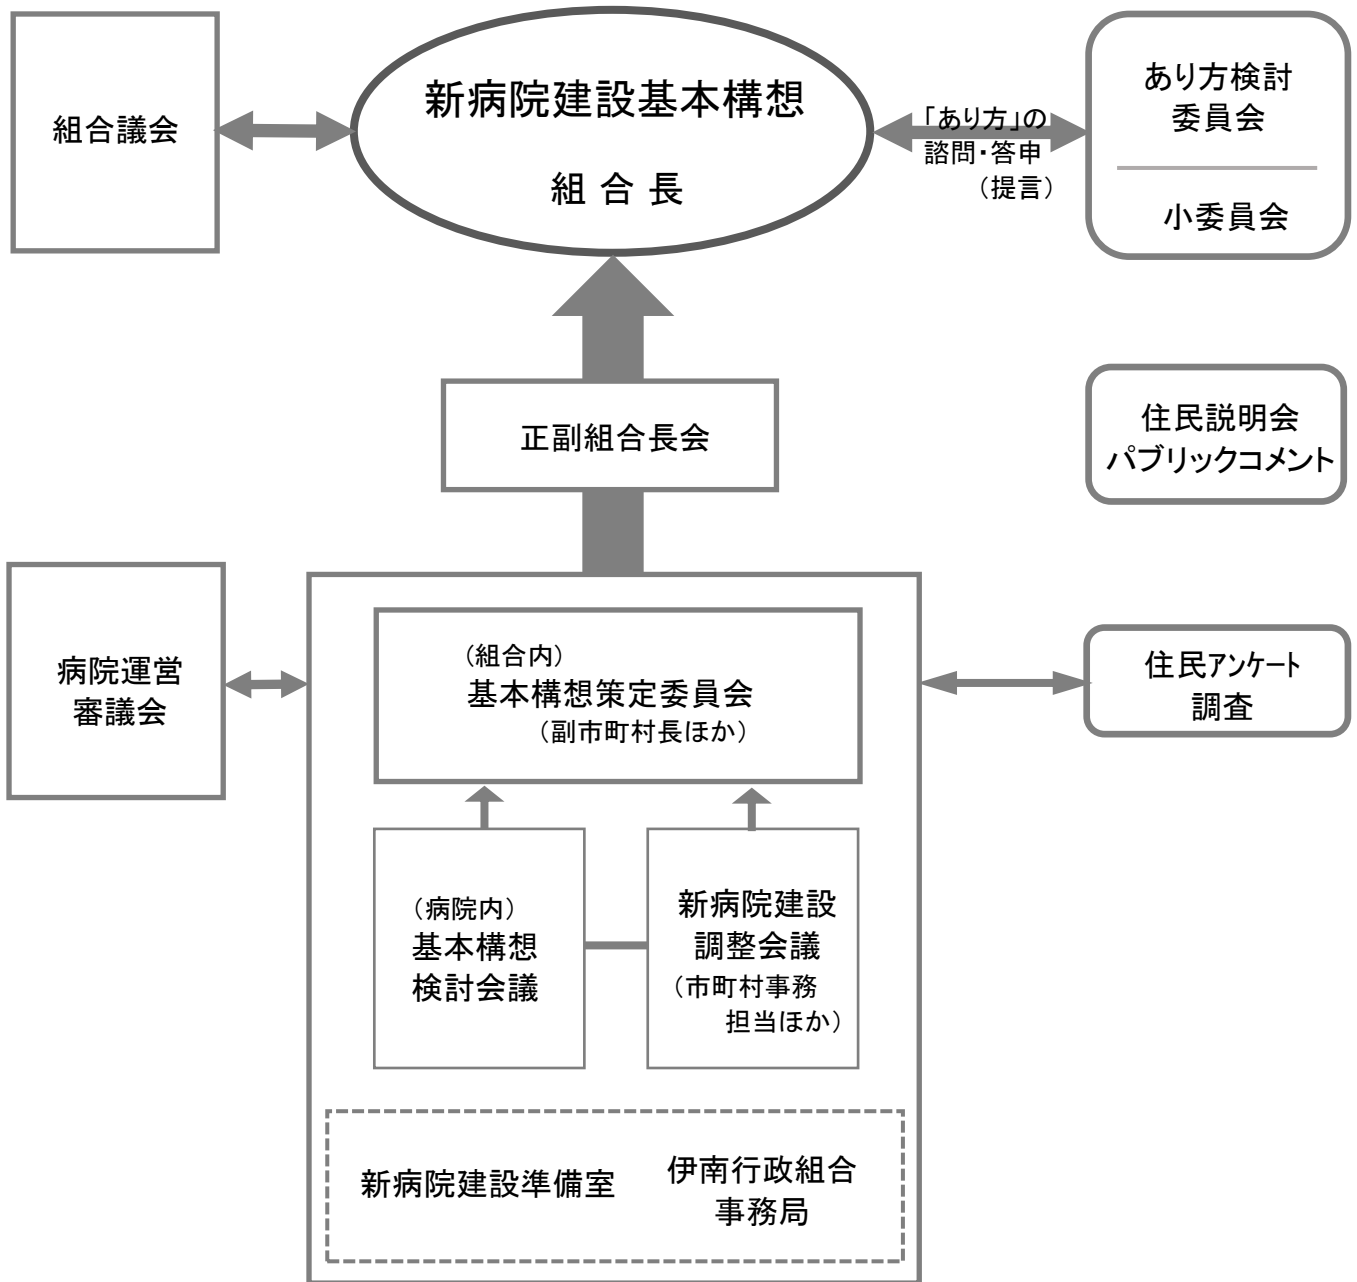 組合議会
新病院建設基本構想
組 合 長
「あり方」の
諮問・答申
（提言）
あり方検討
委員会
小委員会
正副組合長会
住民説明会
パブリックコメント
病院運営
審議会
（組合内）
基本構想策定委員会
（副市町村長ほか）
住民アンケート
調査
（病院内）
基本構想
検討会議
新病院建設
調整会議
（市町村事務
担当ほか）
新病院建設準備室
伊南行政組合
事務局